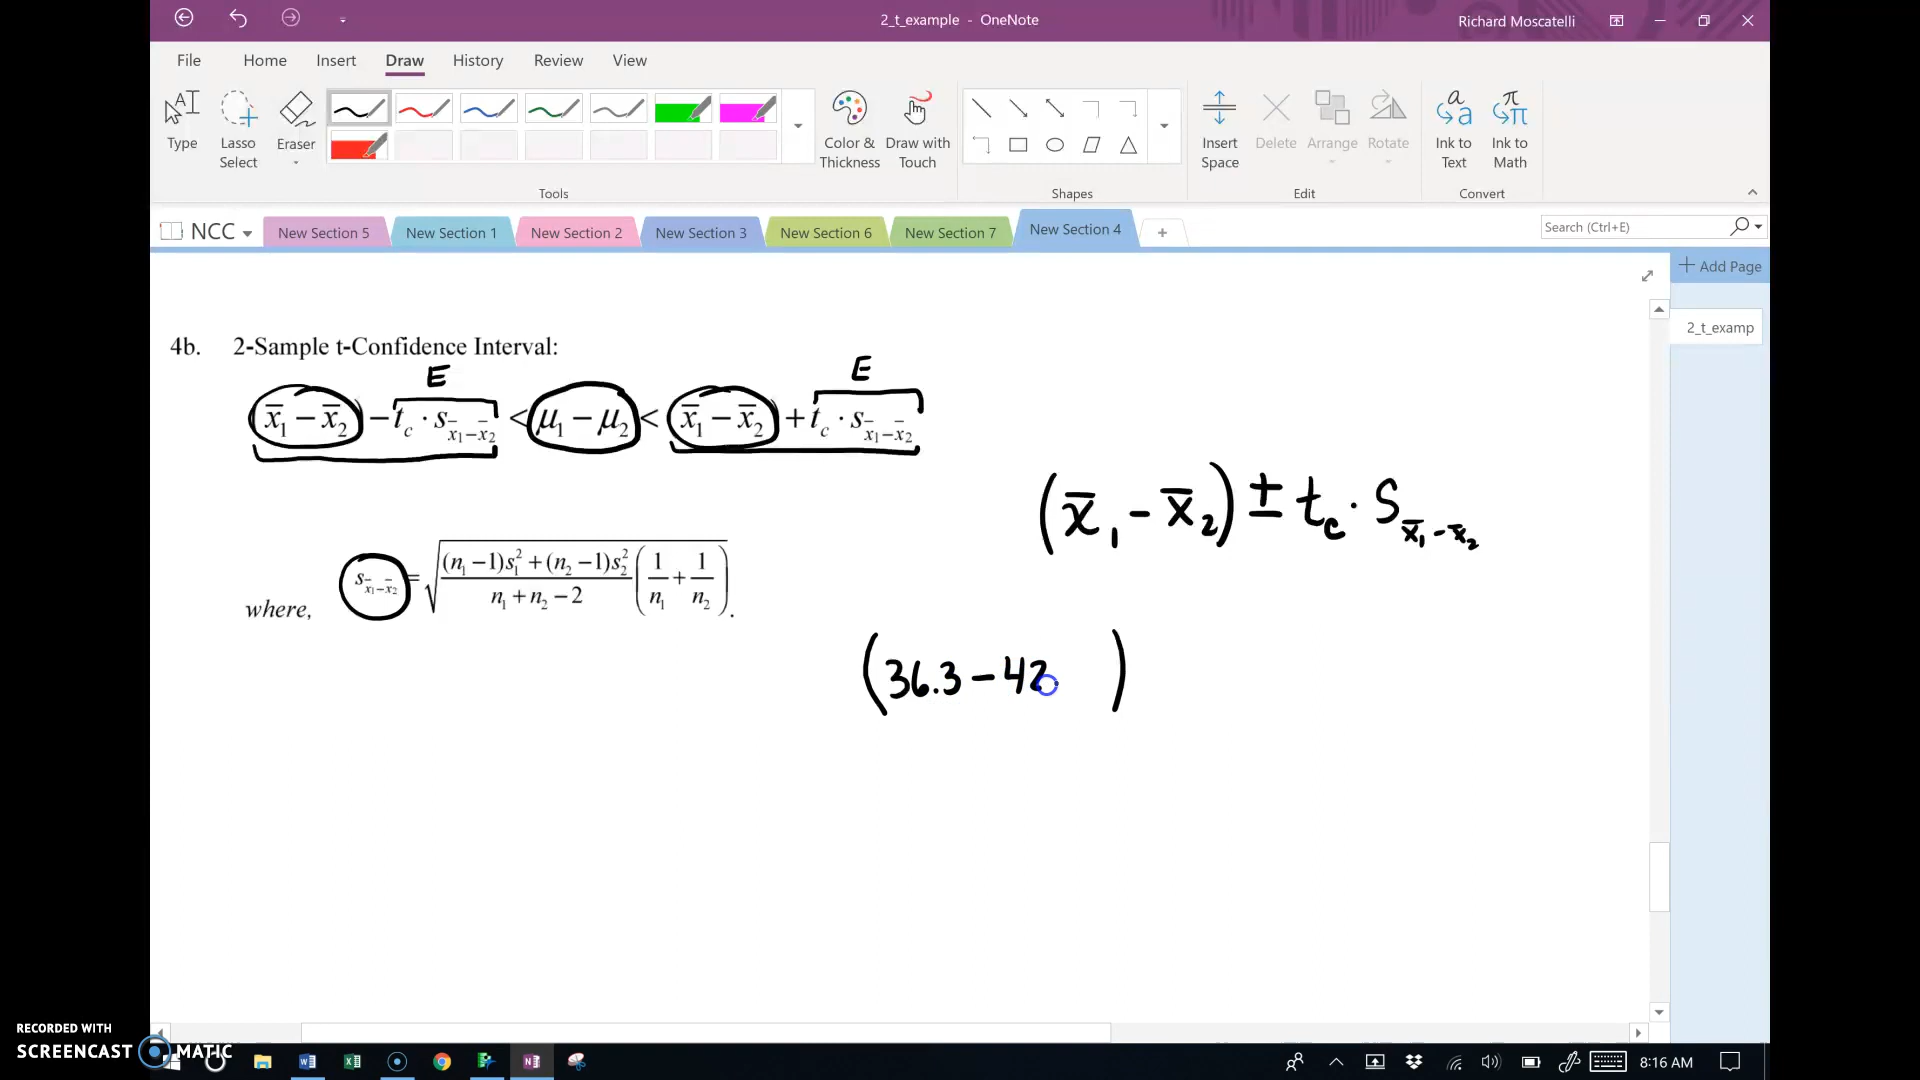 2_t_example - OneNote
Richard Moscatelli
File Home Insert Draw History Review View
Type
Lasso Select
Eraser
Color & Thickness
Draw with Touch
Insert Space
Delete
Arrange
Rotate
Ink to Text
Ink to Math
Tools
Shapes
Edit
Convert
NCC
New Section 5
New Section 1
New Section 2
New Section 3
New Section 6
New Section 7
New Section 4
Search (Ctrl+E)
Add Page
2_t_examp
4b. 2-Sample t-Confidence Interval:
E E
(x̄₁ − x̄₂) − t_c · s_{x̄₁−x̄₂} < μ₁ − μ₂ < (x̄₁ − x̄₂) + t_c · s_{x̄₁−x̄₂}
(x̄₁ − x̄₂) ± t_c · S_{x̄₁−x̄₂}
where, s_{x̄₁−x̄₂} = √((n₁−1)s₁² + (n₂−1)s₂² / (n₁ + n₂ − 2) (1/n₁ + 1/n₂)).
(36.3 − 42 )
RECORDED WITH
SCREENCAST MATIC
8:16 AM